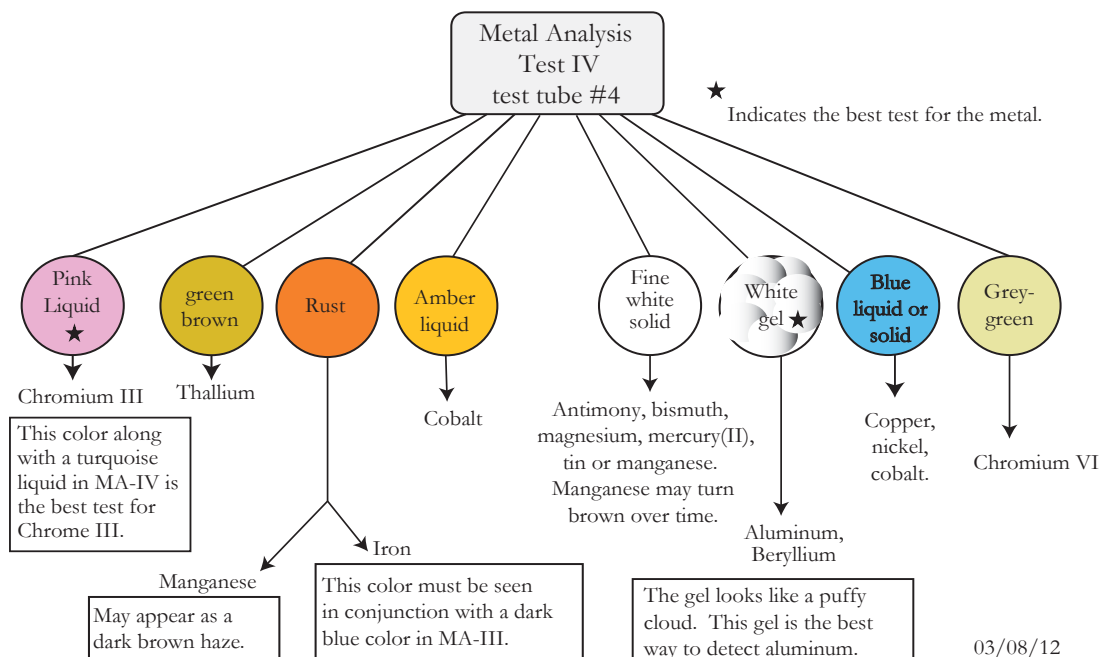 Metal Analysis
Test IV
test tube #4
★
Indicates the best test for the metal.
Pink
Liquid
★
green
brown
Rust
Amber
liquid
Fine
white
solid
White
gel ★
Blue
liquid or
solid
Grey-
green
Chromium III
This color along
with a turquoise
liquid in MA-IV is
the best test for
Chrome III.
Thallium
Manganese
May appear as a
dark brown haze.
Iron
This color must be seen
in conjunction with a dark
blue color in MA-III.
Cobalt
Antimony, bismuth,
magnesium, mercury(II),
tin or manganese.
Manganese may turn
brown over time.
Aluminum,
Beryllium
The gel looks like a puffy
cloud.  This gel is the best
way to detect aluminum.
Copper,
nickel,
cobalt.
Chromium VI
03/08/12